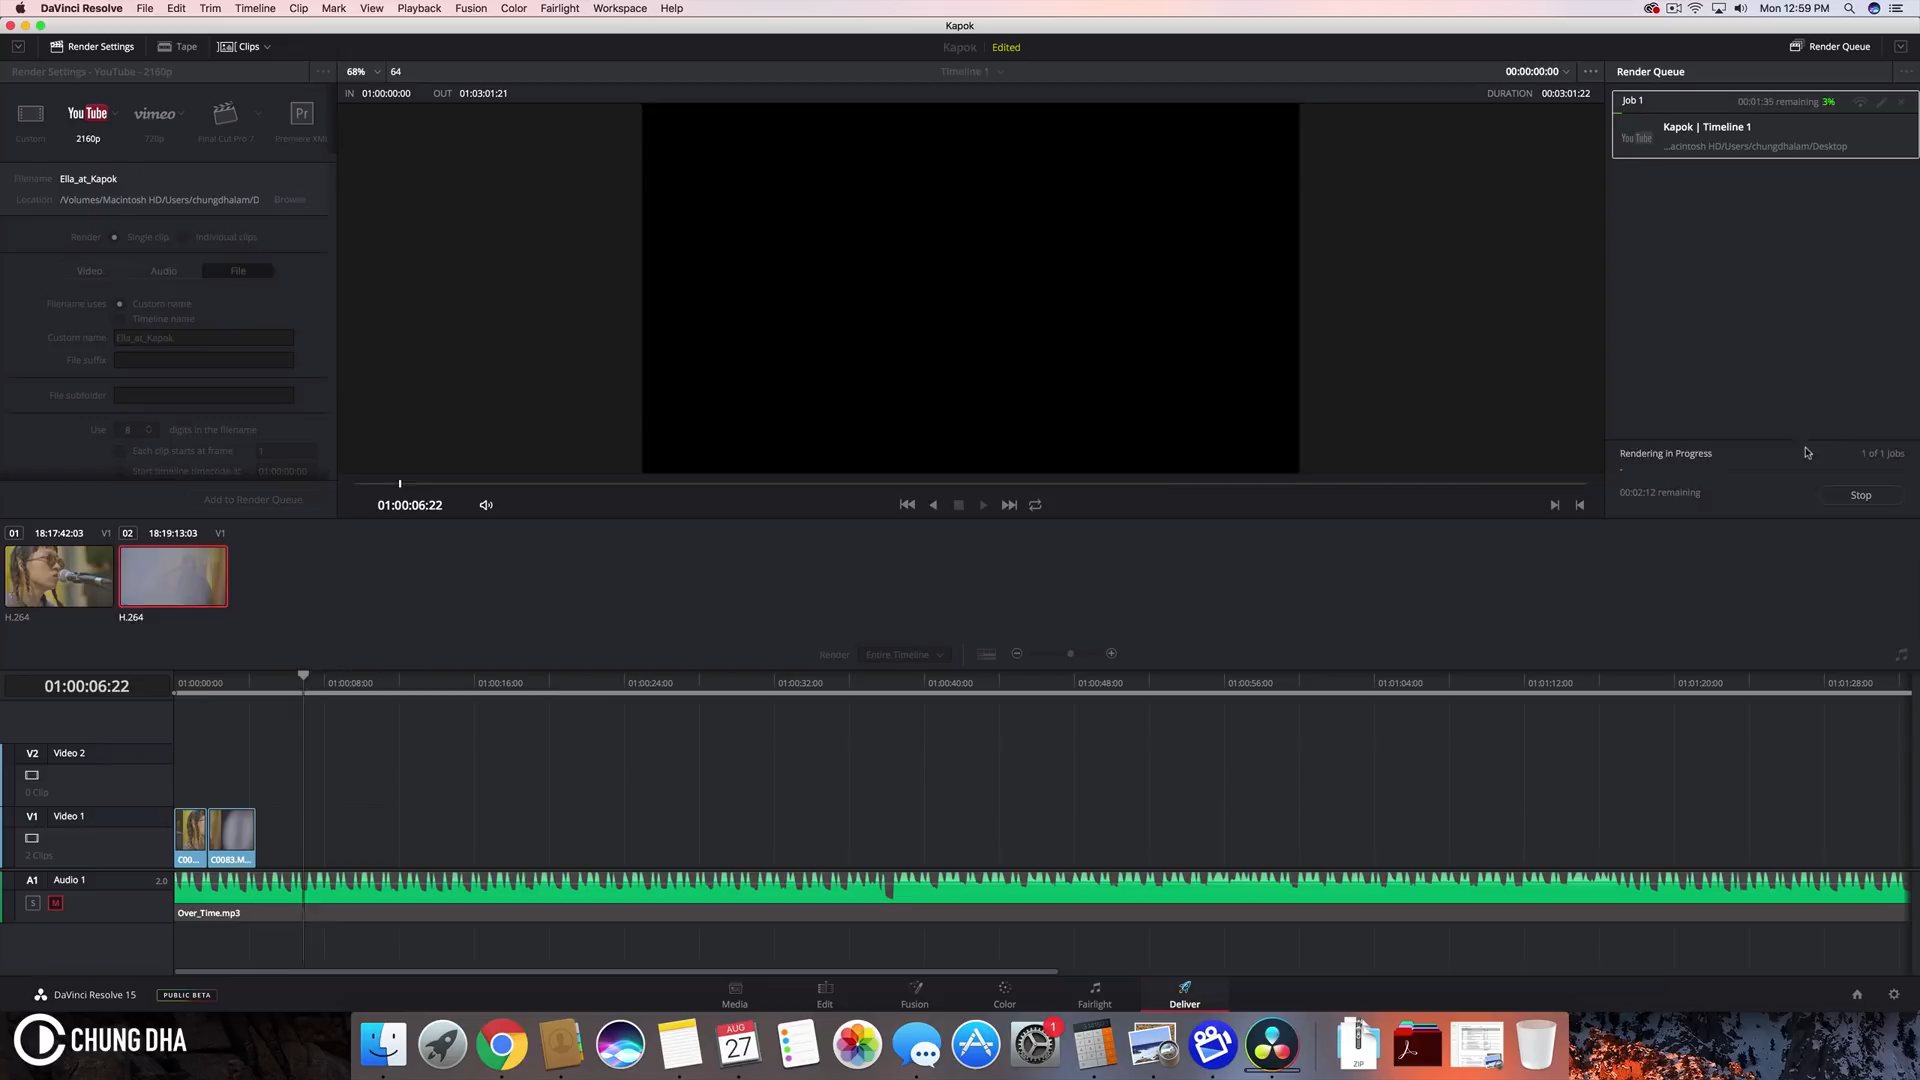 DaVinci Resolve File Edit Trim Timeline Clip Mark View Playback Fusion Color Fairlight Workspace Help Mon 12:59 PM
Kapok
Render Settings Tape Clips Kapok Edited Render Queue
Render Settings - YouTube - 2160p 68% 64 Timeline 1 00:00:00:00 Render Queue
IN 01:00:00:00 OUT 01:03:01:21 DURATION 00:03:01:22
Job 1 00:01:35 remaining 3%
You Tube vimeo Pr
Custom 2160p 720p Final Cut Pro 7 Premiere XML
You Tube Kapok | Timeline 1
...acintosh HD/Users/chungdhalam/Desktop
Filename Ella_at_Kapok
Location /Volumes/Macintosh HD/Users/chungdhalam/D Browse
Render Single clip Individual clips
Video Audio File
Filename uses Custom name
Timeline name
Custom name Ella_at_Kapok
File suffix
File subfolder
Use 8 digits in the filename
Each clip starts at frame 1
Start timeline timecode at 01:00:00:00
Add to Render Queue
Rendering in Progress 1 of 1 Jobs
-
00:02:12 remaining Stop
01:00:06:22
01 18:17:42:03 V1 02 18:19:13:03 V1
H.264 H.264
Render Entire Timeline
01:00:06:22 01:00:00:00 01:00:08:00 01:00:16:00 01:00:24:00 01:00:32:00 01:00:40:00 01:00:48:00 01:00:56:00 01:01:04:00 01:01:12:00 01:01:20:00 01:01:28:00
V2 Video 2
0 Clip
V1 Video 1
2 Clips
C00... C0083.M...
A1 Audio 1 2.0
S M
Over_Time.mp3
DaVinci Resolve 15 PUBLIC BETA
Media Edit Fusion Color Fairlight Deliver
CHUNG DHA
AUG
27
1
ZIP